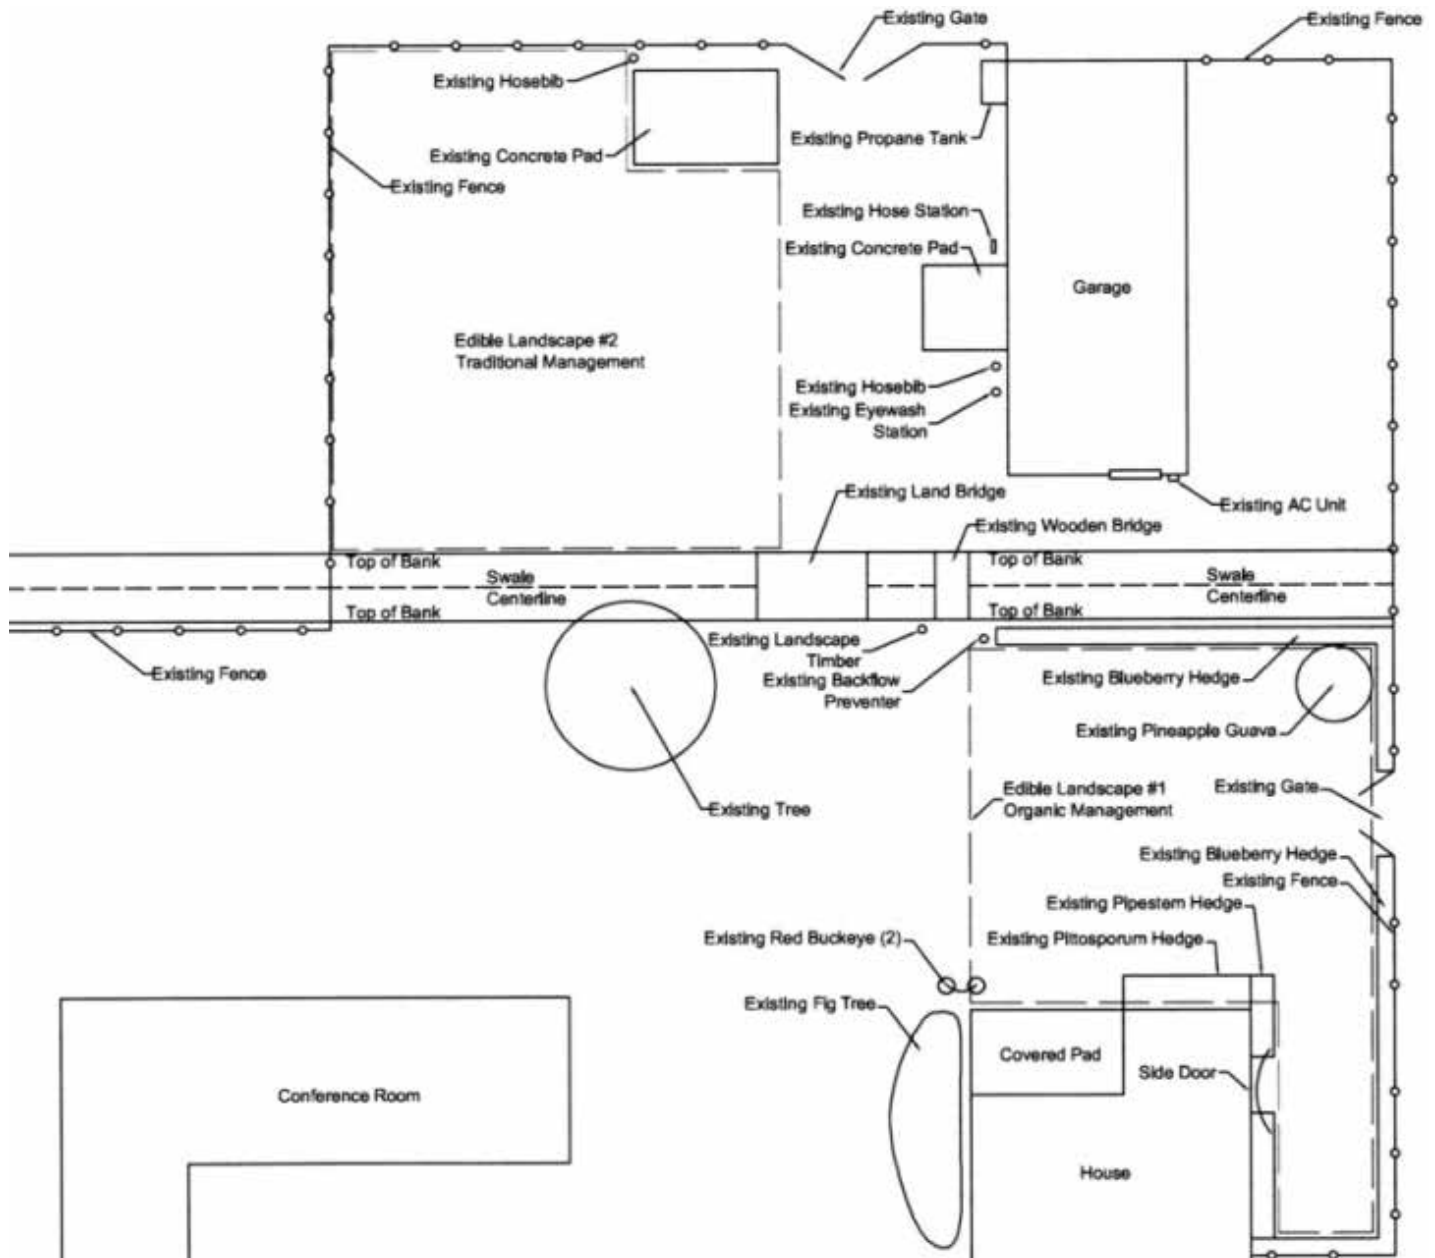 Existing Gate
Existing Fence
Existing Hosebib
Existing Propane Tank
Existing Concrete Pad
Existing Fence
Existing Hose Station
Existing Concrete Pad
Garage
Edible Landscape #2
Traditional Management
Existing Hosebib
Existing Eyewash
Station
Existing Land Bridge
Existing AC Unit
Existing Wooden Bridge
Top of Bank
Top of Bank
Swale
Centerline
Swale
Centerline
Top of Bank
Top of Bank
Existing Landscape
Timber
Existing Fence
Existing Backflow
Preventer
Existing Blueberry Hedge
Existing Pineapple Guava
Existing Tree
Edible Landscape #1
Organic Management
Existing Gate
Existing Blueberry Hedge
Existing Fence
Existing Pipestem Hedge
Existing Red Buckeye (2)
Existing Pittosporum Hedge
Existing Fig Tree
Covered Pad
Side Door
Conference Room
House